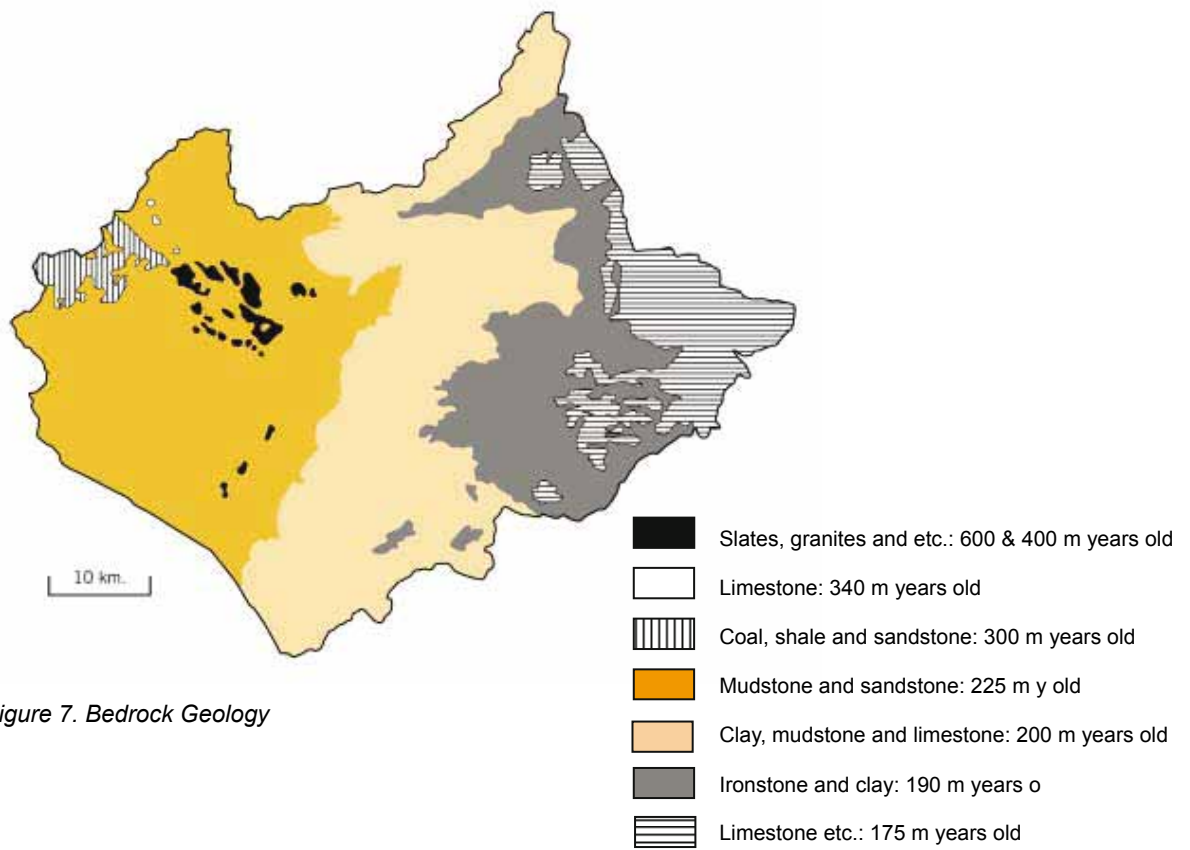 10 km.
Slates, granites and etc.: 600 & 400 m years old
Limestone: 340 m years old
Coal, shale and sandstone: 300 m years old
Mudstone and sandstone: 225 m y old
igure 7. Bedrock Geology
Clay, mudstone and limestone: 200 m years old
Ironstone and clay: 190 m years o
Limestone etc.: 175 m years old